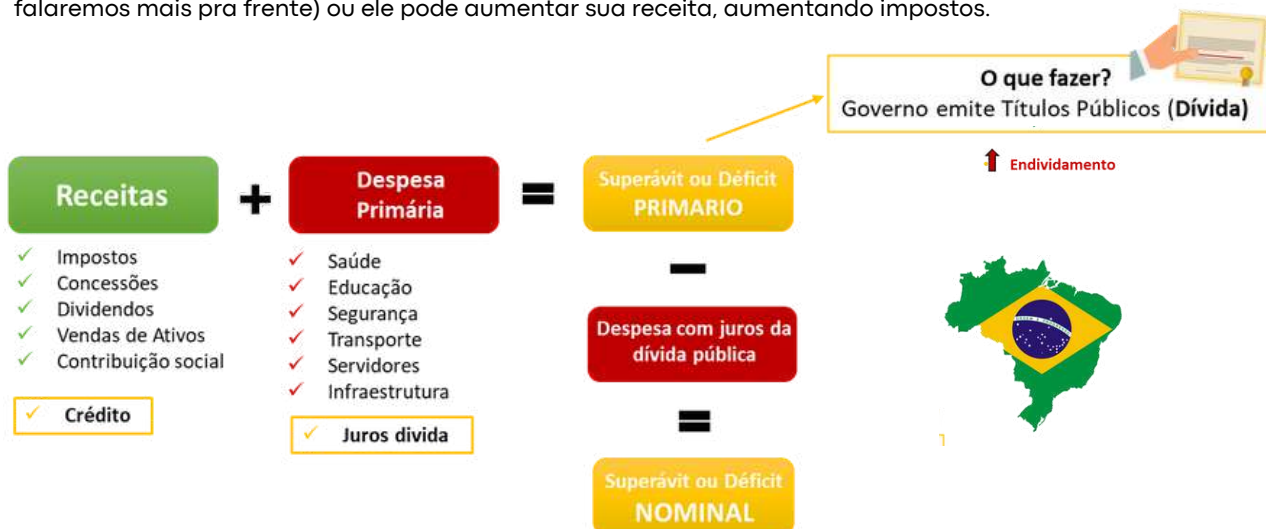 falaremos mais pra frente) ou ele pode aumentar sua receita, aumentando impostos.
O que fazer?
Governo emite Títulos Públicos (Dívida)
Endividamento
Receitas
+
Despesa
Primária
=
Superávit ou Déficit
PRIMARIO
Impostos
Concessões
Dividendos
Vendas de Ativos
Contribuição social
Crédito
Saúde
Educação
Segurança
Transporte
Servidores
Infraestrutura
Juros divida
−
Despesa com juros da
dívida pública
=
Superávit ou Déficit
NOMINAL